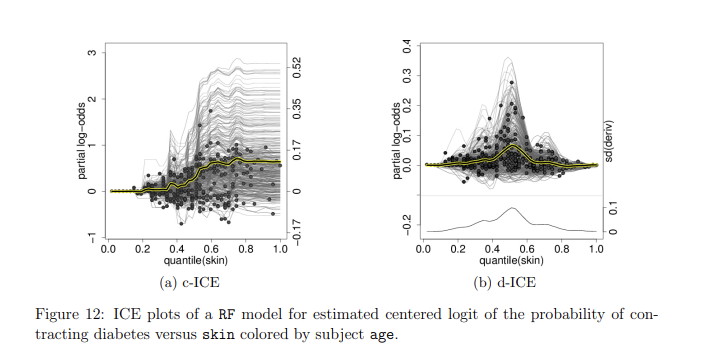 3
2
1
0
−1
partial log−odds
0.52
0.35
0.17
0
−0.17
0.0 0.2 0.4 0.6 0.8 1.0
quantile(skin)
(a) c-ICE
0.4
0.3
0.2
0.1
0.0
−0.2
partial log−odds
sd(deriv)
0.1
0
0.0 0.2 0.4 0.6 0.8 1.0
quantile(skin)
(b) d-ICE
Figure 12: ICE plots of a RF model for estimated centered logit of the probability of con-
tracting diabetes versus skin colored by subject age.